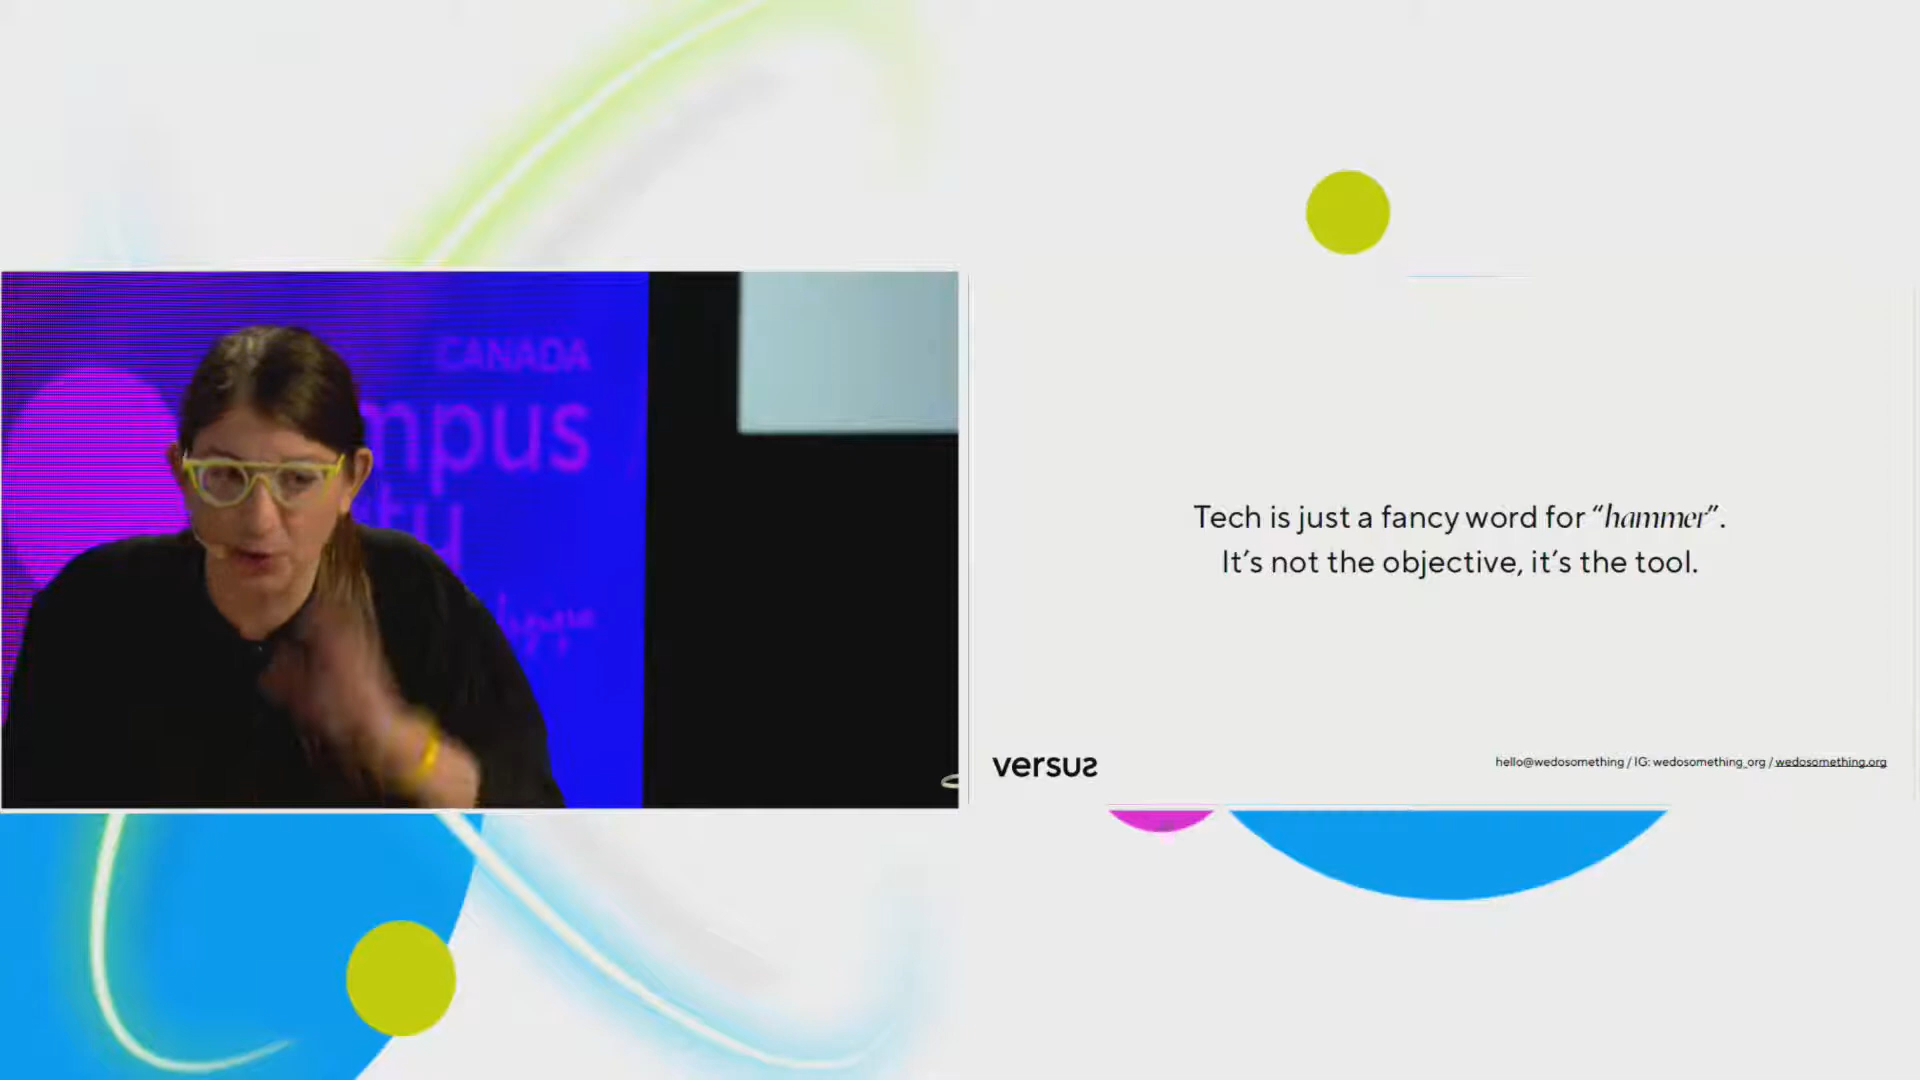 CANADA
mpus
ty
Tech is just a fancy word for “hammer”.
It’s not the objective, it’s the tool.
versus
hello@wedosomething / IG: wedosomething_org / wedosomething.org